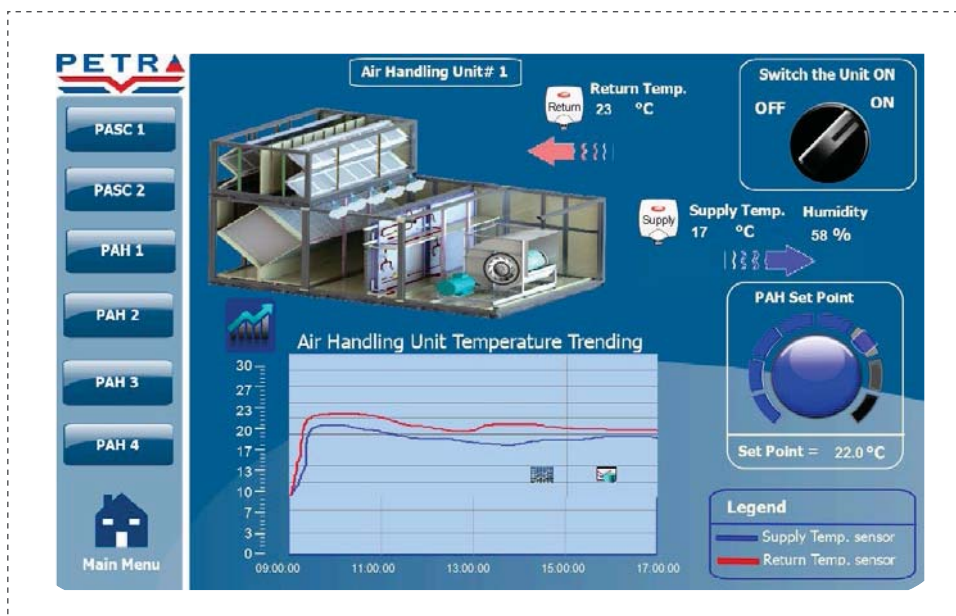 PETRA
Air Handling Unit# 1
Return Temp.
Return
23 °C
Switch the Unit ON
OFF
ON
PASC 1
PASC 2
PAH 1
PAH 2
PAH 3
PAH 4
Main Menu
Supply
Supply Temp.
17 °C
Humidity
58 %
PAH Set Point
Set Point = 22.0 °C
Air Handling Unit Temperature Trending
30
27
23
20
17
13
10
7
3
0
09:00:00
11:00:00
13:00:00
15:00:00
17:00:00
Legend
Supply Temp. sensor
Return Temp. sensor